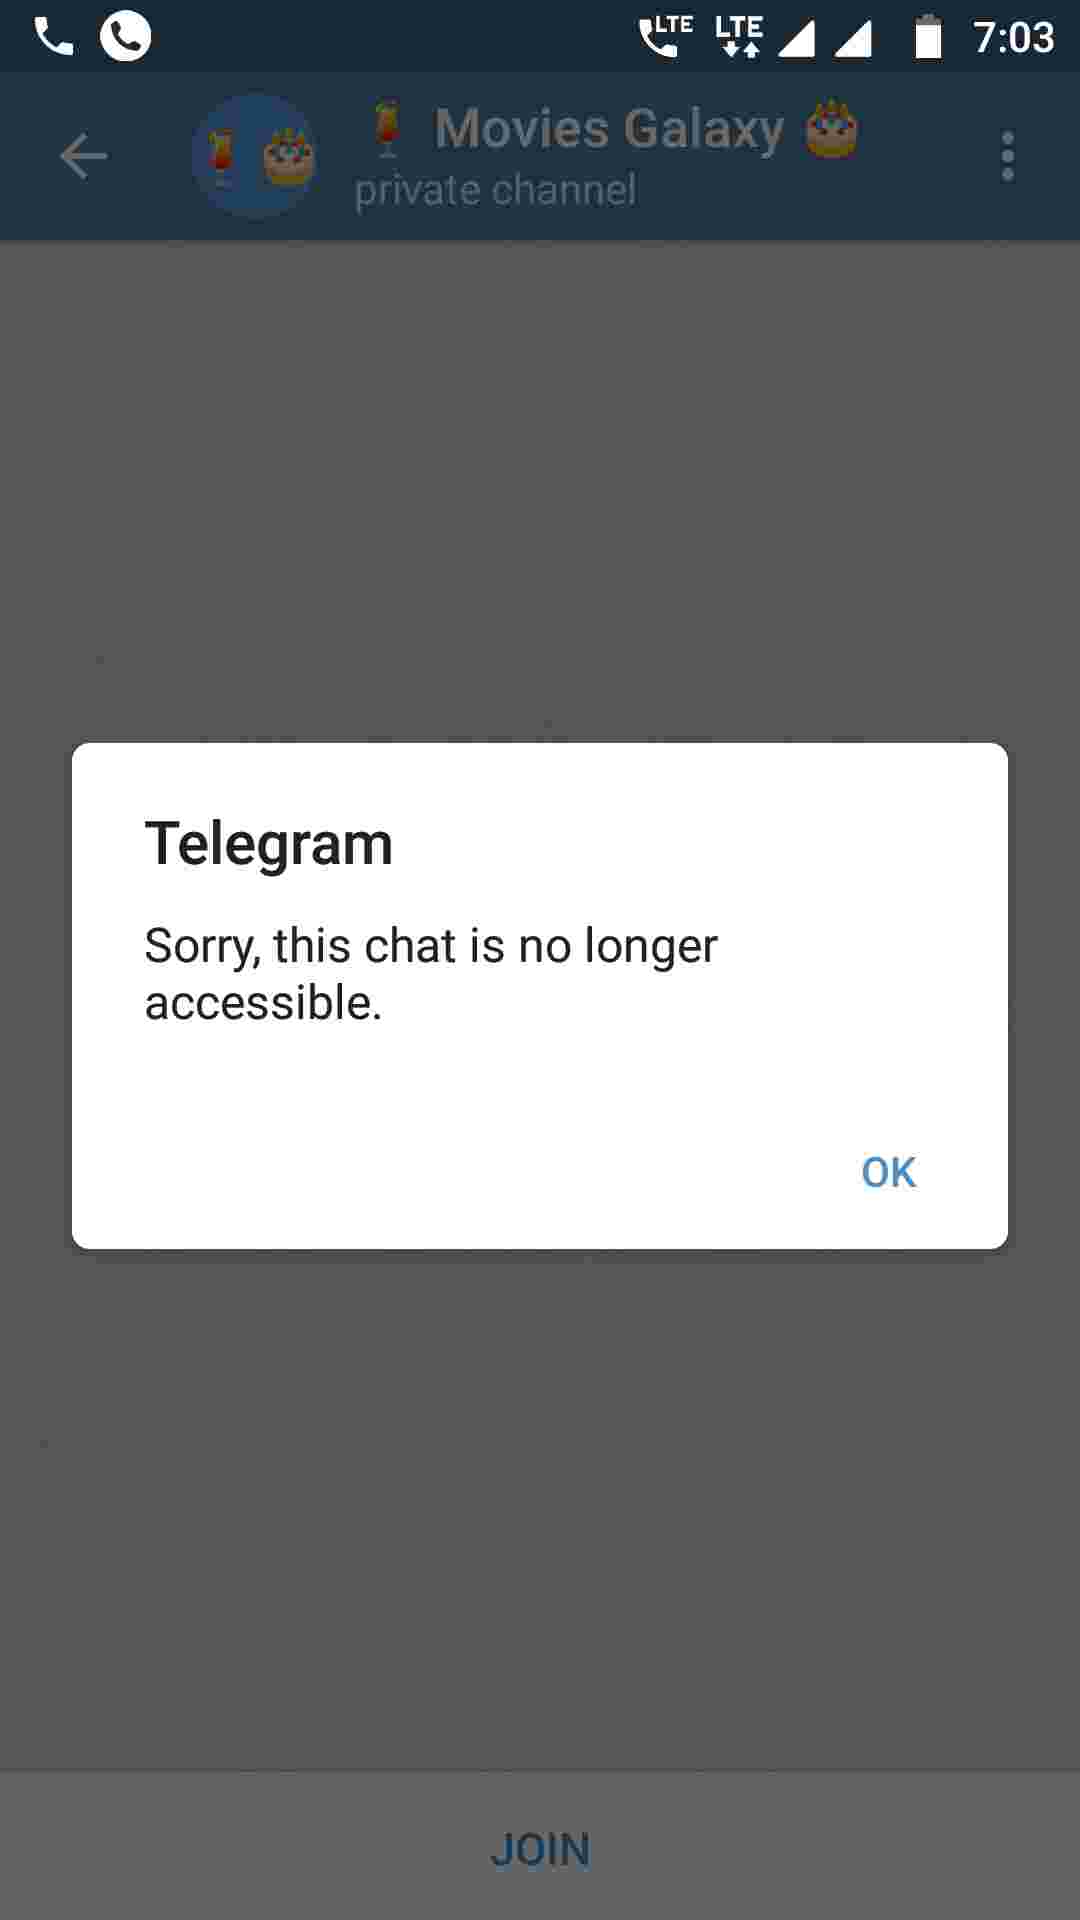 LTE LTE 7:03
Movies Galaxy
private channel
Telegram
Sorry, this chat is no longer
accessible.
OK
JOIN